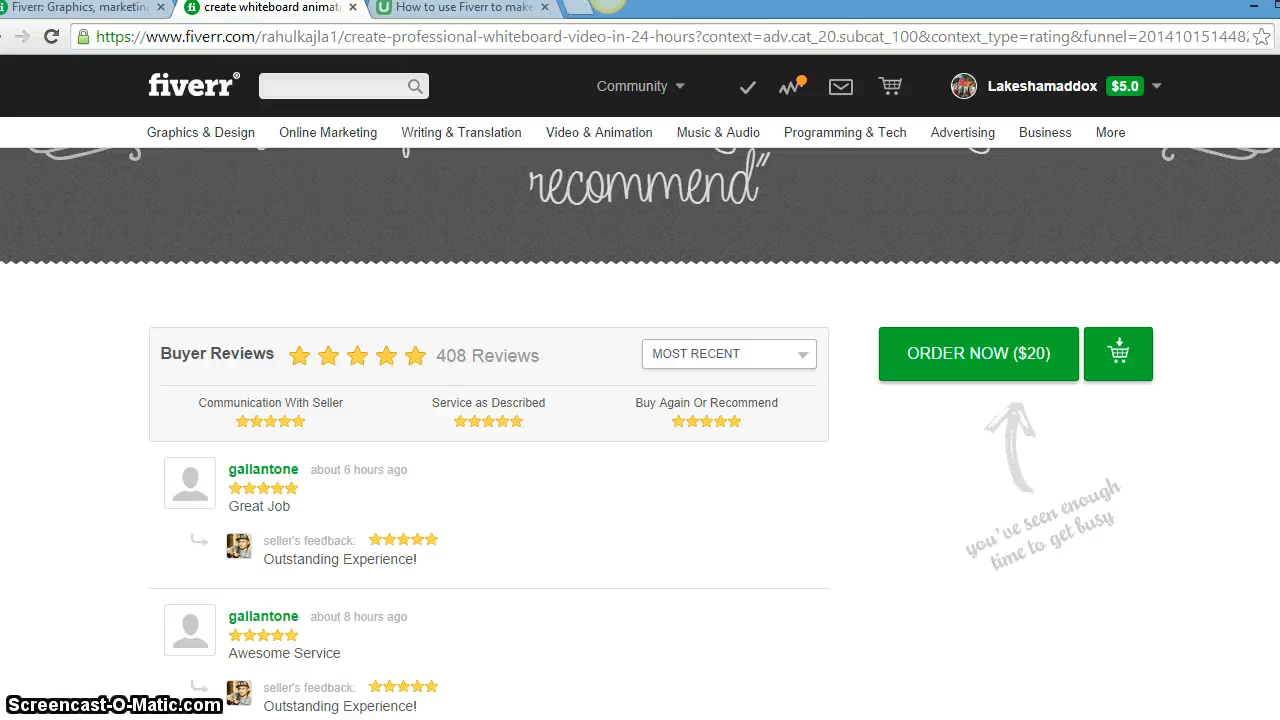 Fiverr: Graphics, marketing
create whiteboard animati
How to use Fiverr to make
https://www.fiverr.com/rahulkajla1/create-professional-whiteboard-video-in-24-hours?context=adv.cat_20.subcat_100&context_type=rating&funnel=201410151448
fiverr®
Community
Lakeshamaddox $5.0
Graphics & Design Online Marketing Writing & Translation Video & Animation Music & Audio Programming & Tech Advertising Business More
recommend"
Buyer Reviews 408 Reviews MOST RECENT
ORDER NOW ($20)
Communication With Seller Service as Described Buy Again Or Recommend
gallantone about 6 hours ago
Great Job
seller's feedback:
Outstanding Experience!
you've seen enough
time to get busy
gallantone about 8 hours ago
Awesome Service
seller's feedback:
Outstanding Experience!
Screencast-O-Matic.com